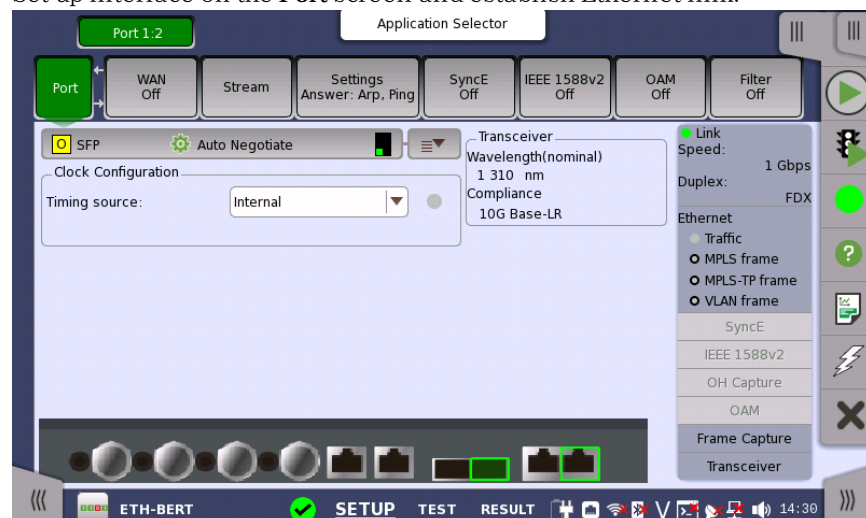 Set up interface on the Port screen and establish Ethernet link.
Port 1:2
Application Selector
Port
WAN
Off
Stream
Settings
Answer: Arp, Ping
SyncE
Off
IEEE 1588v2
Off
OAM
Off
Filter
Off
O SFP
Auto Negotiate
Clock Configuration
Timing source:
Internal
Transceiver
Wavelength(nominal)
1 310 nm
Compliance
10G Base-LR
Link
Speed:
1 Gbps
Duplex:
FDX
Ethernet
Traffic
MPLS frame
MPLS-TP frame
VLAN frame
SyncE
IEEE 1588v2
OH Capture
OAM
Frame Capture
Transceiver
ETH-BERT
SETUP
TEST
RESULT
14:30